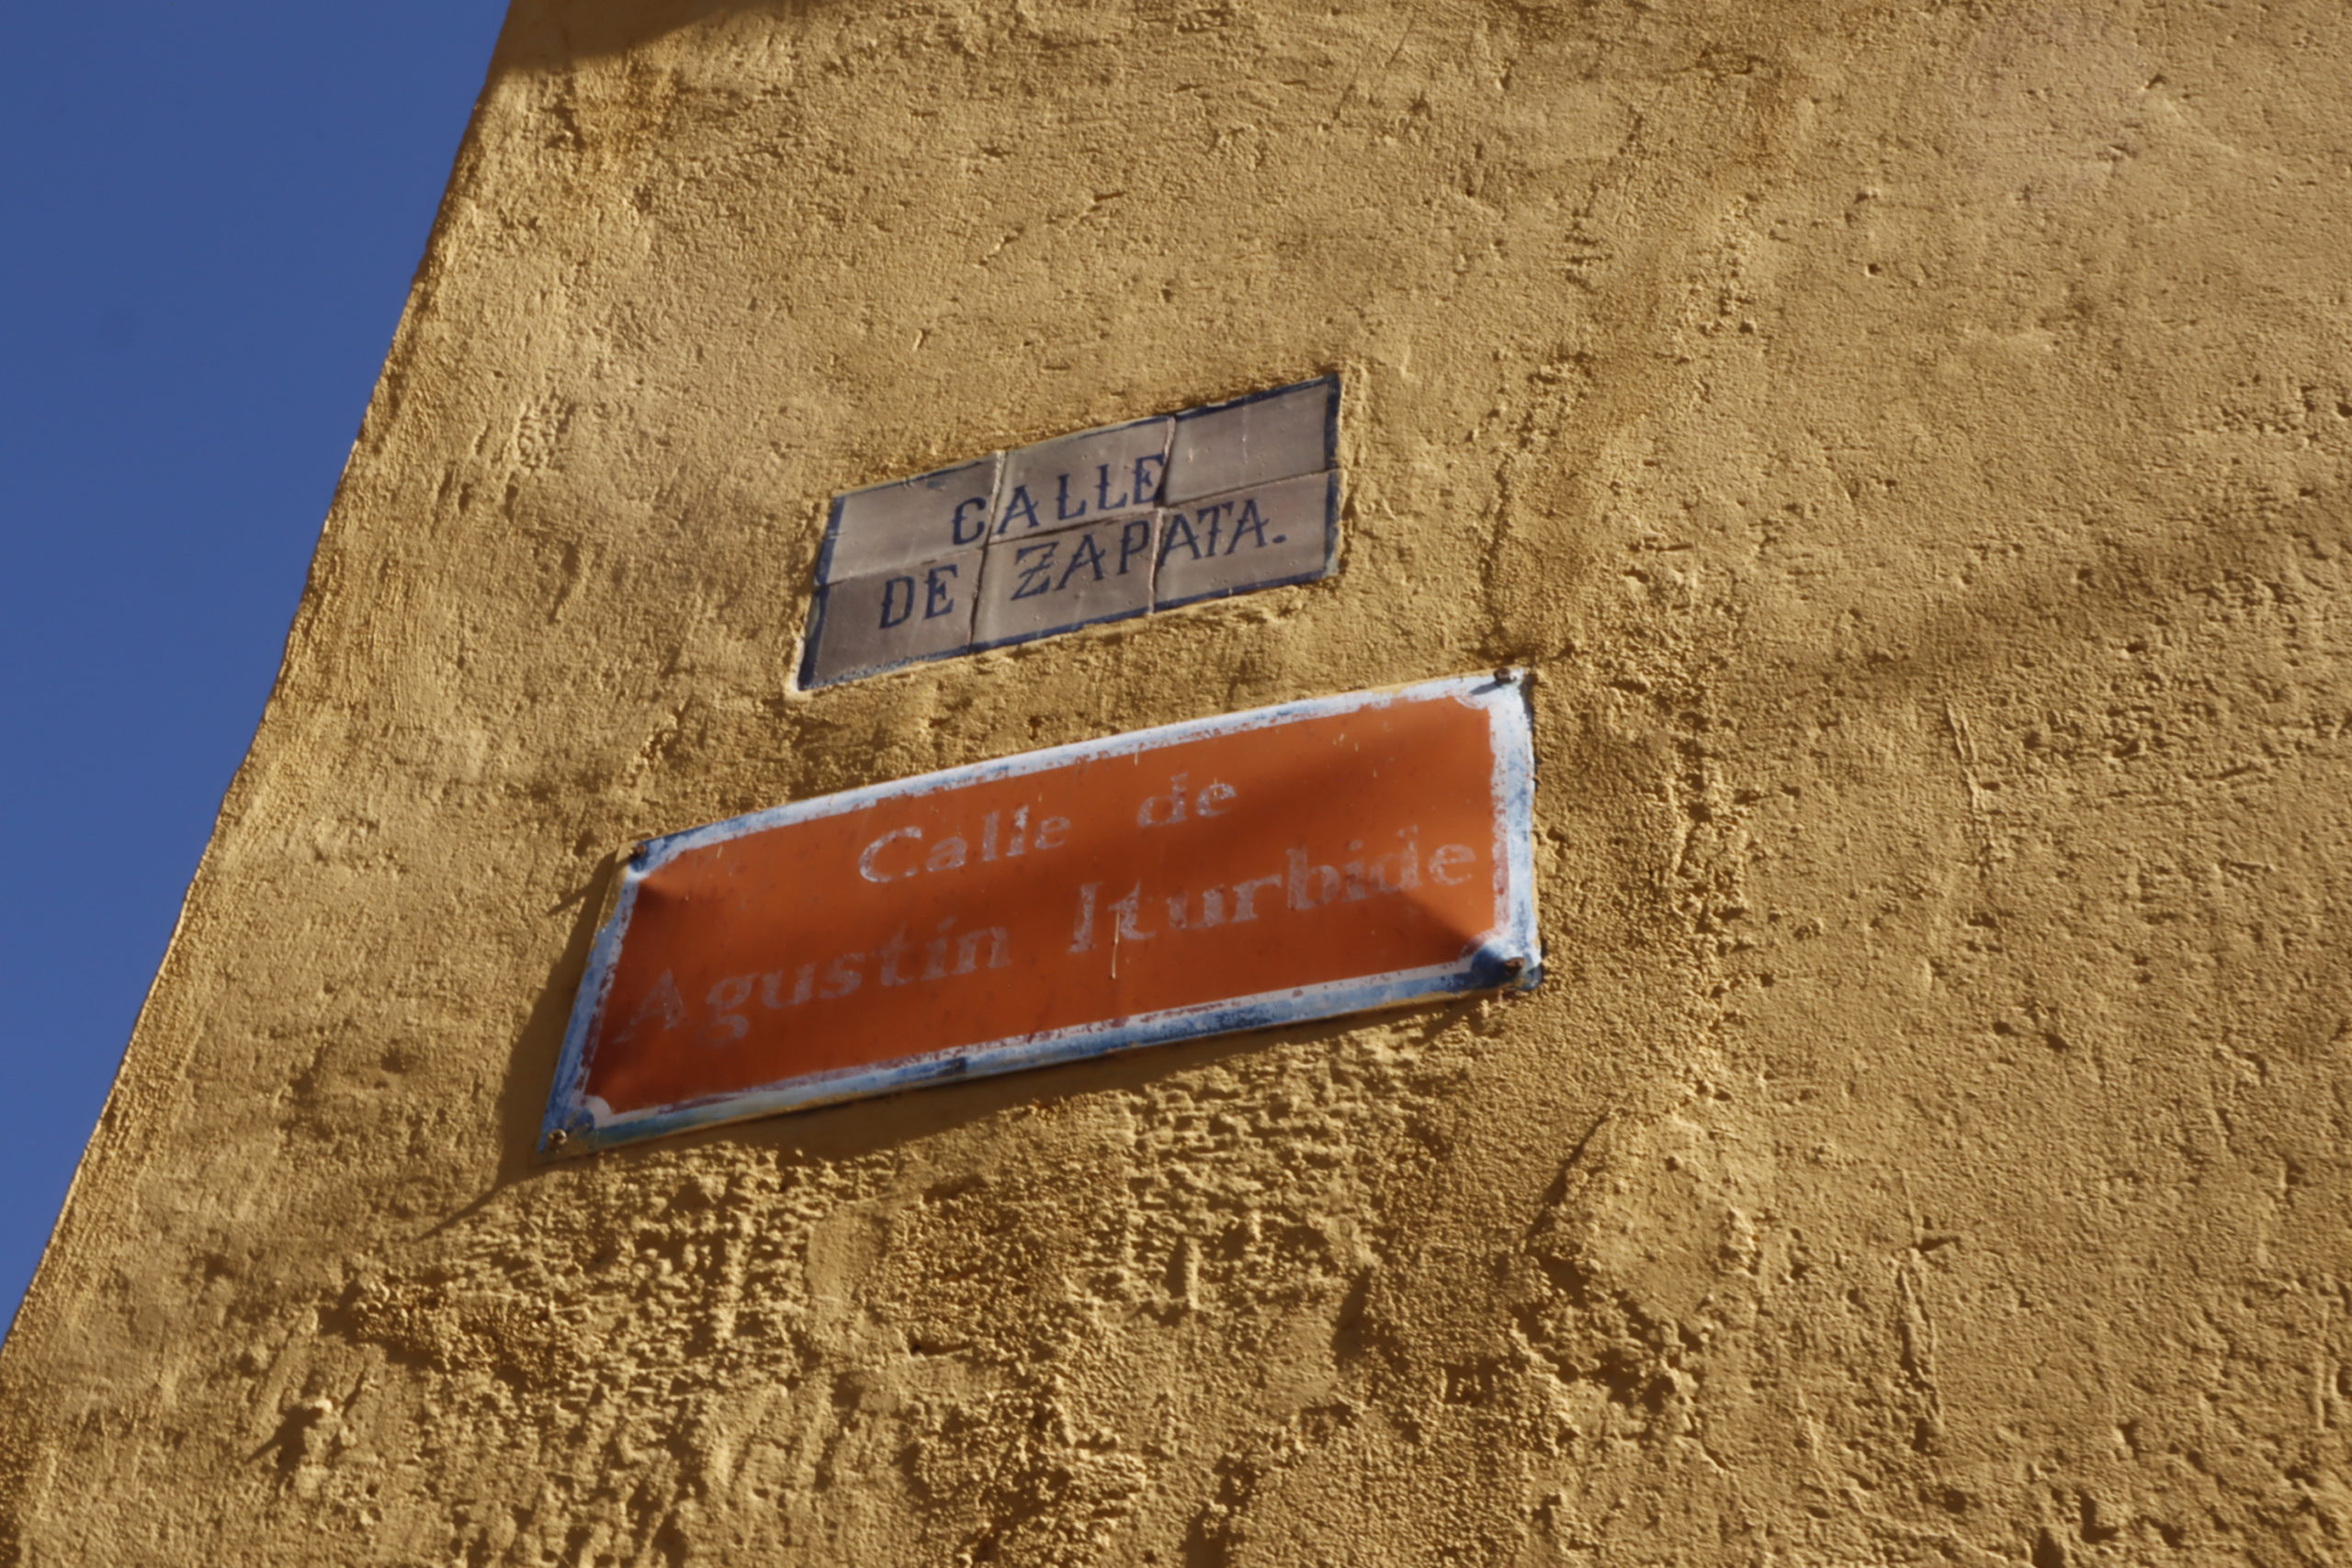 CALLE
DE ZAPATA.
Calle de
Agustín Iturbide